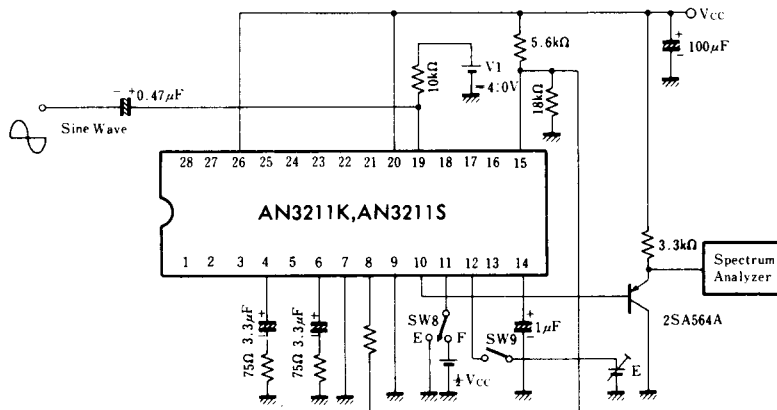 Vcc
5.6kΩ
+
-
100µF
10kΩ
V1
=4.0V
18kΩ
- +0.47µF
Sine Wave
28 27 26 25 24 23 22 21 20 19 18 17 16 15
AN3211K,AN3211S
1 2 3 4 5 6 7 8 9 10 11 12 13 14
3.3kΩ
Spectrum
Analyzer
2SA564A
+
-
3.3µF
75Ω
+
-
3.3µF
75Ω
SW8
E
F
½Vcc
+
-
1µF
SW9
E